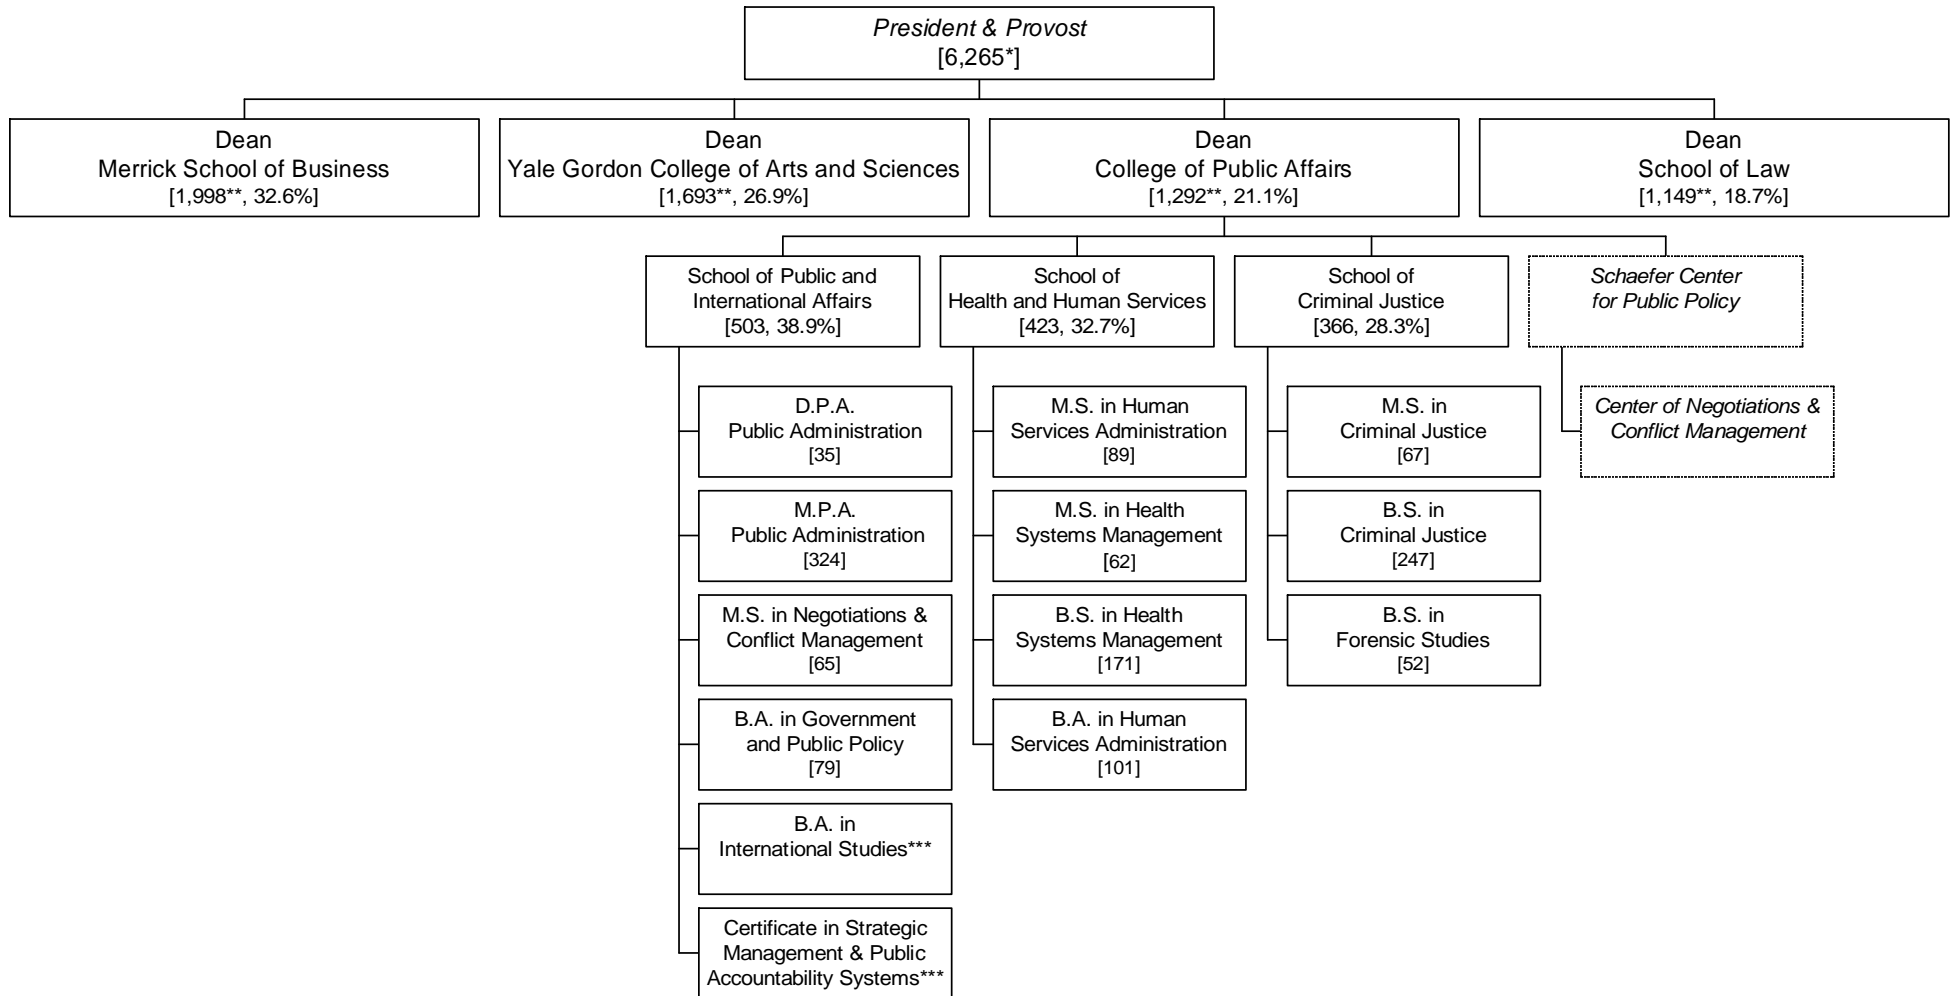 President & Provost
[6,265*]
Dean
Merrick School of Business
[1,998**, 32.6%]
Dean
Yale Gordon College of Arts and Sciences
[1,693**, 26.9%]
Dean
College of Public Affairs
[1,292**, 21.1%]
Dean
School of Law
[1,149**, 18.7%]
School of Public and
International Affairs
[503, 38.9%]
School of
Health and Human Services
[423, 32.7%]
School of
Criminal Justice
[366, 28.3%]
Schaefer Center
for Public Policy
D.P.A.
Public Administration
[35]
M.P.A.
Public Administration
[324]
M.S. in Negotiations &
Conflict Management
[65]
B.A. in Government
and Public Policy
[79]
B.A. in
International Studies***
Certificate in Strategic
Management & Public
Accountability Systems***
M.S. in Human
Services Administration
[89]
M.S. in Health
Systems Management
[62]
B.S. in Health
Systems Management
[171]
B.A. in Human
Services Administration
[101]
M.S. in
Criminal Justice
[67]
B.S. in
Criminal Justice
[247]
B.S. in
Forensic Studies
[52]
Center of Negotiations &
Conflict Management